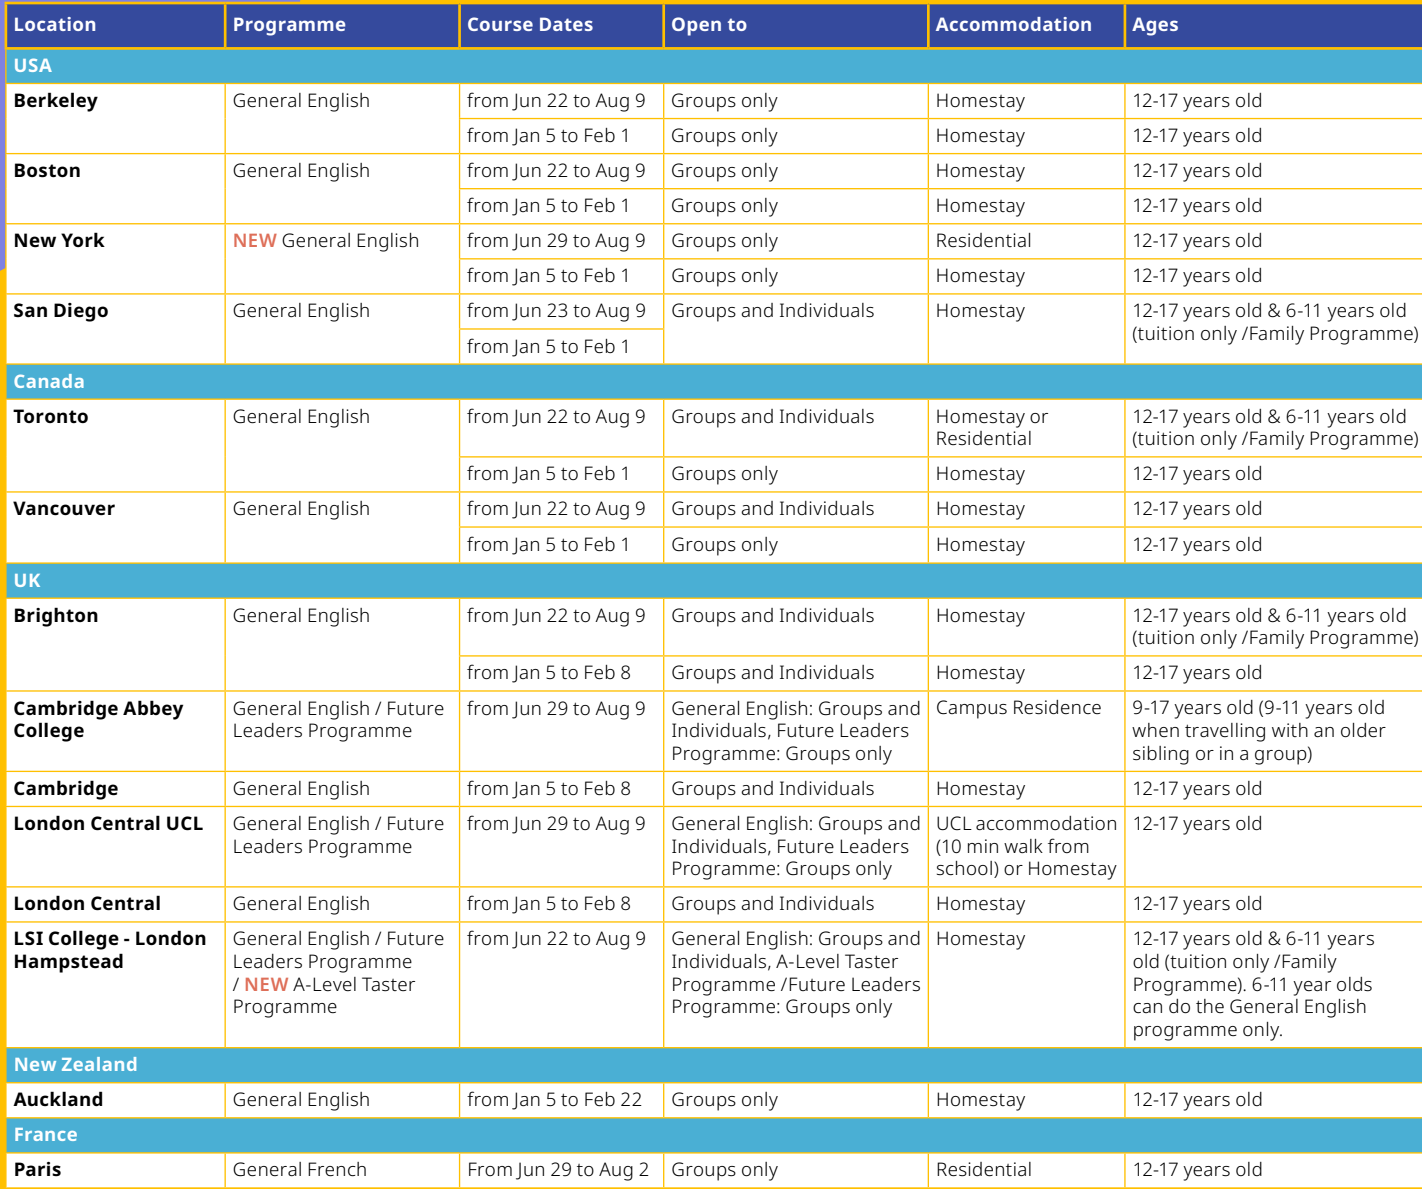 Location Programme Course Dates Open to Accommodation Ages
USA
Berkeley General English from Jun 22 to Aug 9 Groups only Homestay 12-17 years old
from Jan 5 to Feb 1 Groups only Homestay 12-17 years old
Boston General English from Jun 22 to Aug 9 Groups only Homestay 12-17 years old
from Jan 5 to Feb 1 Groups only Homestay 12-17 years old
New York NEW General English from Jun 29 to Aug 9 Groups only Residential 12-17 years old
from Jan 5 to Feb 1 Groups only Homestay 12-17 years old
San Diego General English from Jun 23 to Aug 9 Groups and Individuals Homestay 12-17 years old & 6-11 years old
(tuition only /Family Programme)
from Jan 5 to Feb 1
Canada
Toronto General English from Jun 22 to Aug 9 Groups and Individuals Homestay or 12-17 years old & 6-11 years old
Residential (tuition only /Family Programme)
from Jan 5 to Feb 1 Groups only Homestay 12-17 years old
Vancouver General English from Jun 22 to Aug 9 Groups and Individuals Homestay 12-17 years old
from Jan 5 to Feb 1 Groups only Homestay 12-17 years old
UK
Brighton General English from Jun 22 to Aug 9 Groups and Individuals Homestay 12-17 years old & 6-11 years old
(tuition only /Family Programme)
from Jan 5 to Feb 8 Groups and Individuals Homestay 12-17 years old
Cambridge Abbey General English / Future from Jun 29 to Aug 9 General English: Groups and Campus Residence 9-17 years old (9-11 years old
College Leaders Programme Individuals, Future Leaders when travelling with an older
Programme: Groups only sibling or in a group)
Cambridge General English from Jan 5 to Feb 8 Groups and Individuals Homestay 12-17 years old
London Central UCL General English / Future from Jun 29 to Aug 9 General English: Groups and UCL accommodation 12-17 years old
Leaders Programme Individuals, Future Leaders (10 min walk from
Programme: Groups only school) or Homestay
London Central General English from Jan 5 to Feb 8 Groups and Individuals Homestay 12-17 years old
LSI College - London General English / Future from Jun 22 to Aug 9 General English: Groups and Homestay 12-17 years old & 6-11 years
Hampstead Leaders Programme Individuals, A-Level Taster old (tuition only /Family
/ NEW A-Level Taster Programme /Future Leaders Programme). 6-11 year olds
Programme Programme: Groups only can do the General English
programme only.
New Zealand
Auckland General English from Jan 5 to Feb 22 Groups only Homestay 12-17 years old
France
Paris General French From Jun 29 to Aug 2 Groups only Residential 12-17 years old